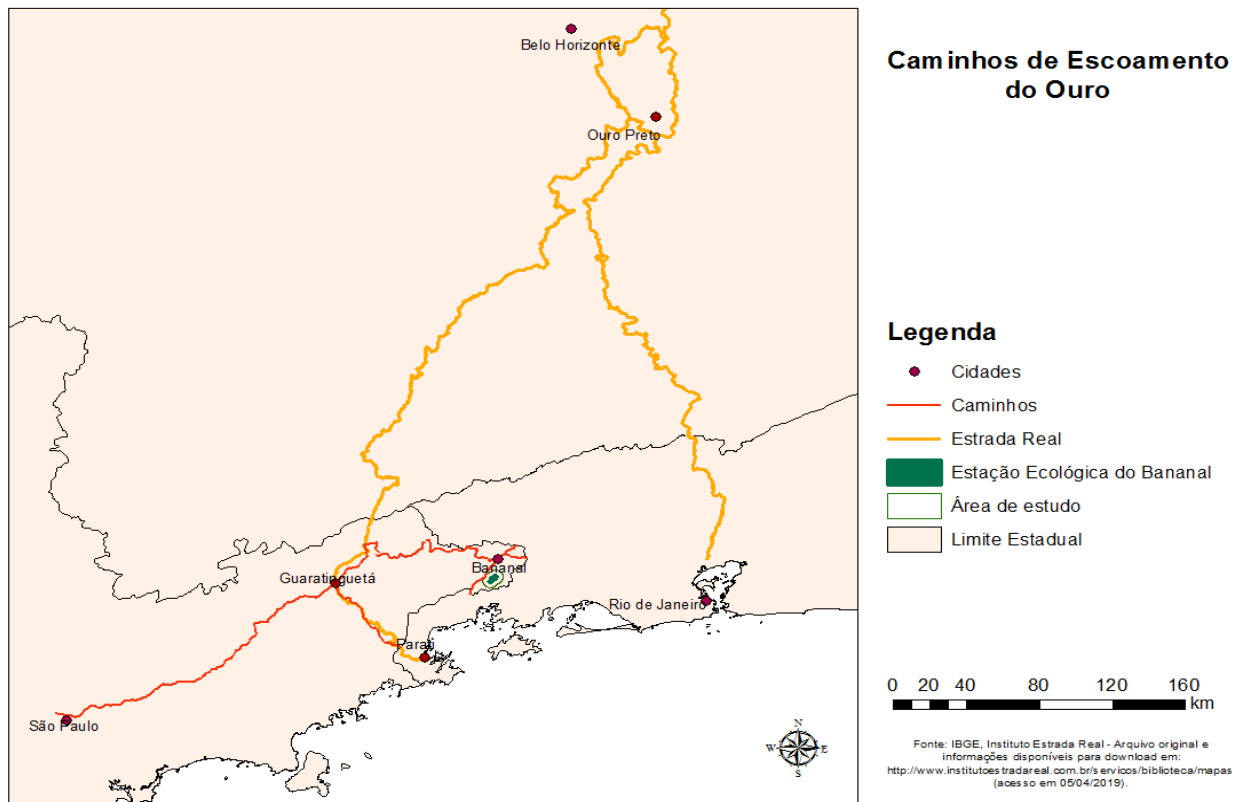 Belo Horizonte
Ouro Preto
Guaratinguetá
Bananal
Rio de Janeiro
Parati
São Paulo
N
W E
S
Caminhos de Escoamento
do Ouro
Legenda
Cidades
Caminhos
Estrada Real
Estação Ecológica do Bananal
Área de estudo
Limite Estadual
0 20 40 80 120 160
km
Fonte: IBGE, Instituto Estrada Real - Arquivo original e
informações disponíveis para download em:
http://www.institutoestradareal.com.br/servicos/biblioteca/mapas
(acesso em 05/04/2019).